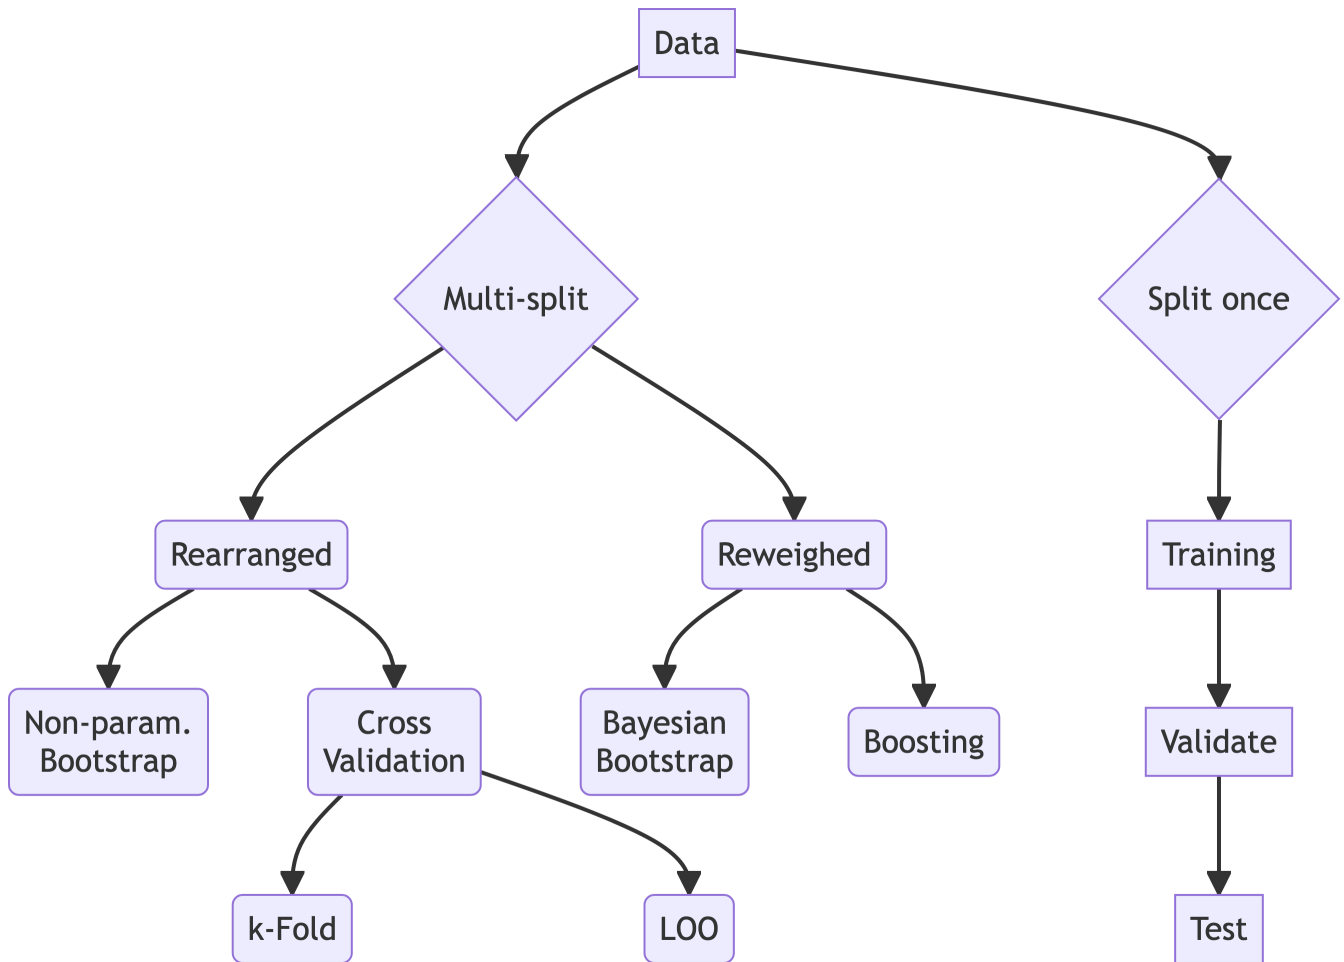 Data
Multi-split
Split once
Rearranged
Reweighed
Training
Non-param.
Bootstrap
Cross
Validation
Bayesian
Bootstrap
Boosting
Validate
k-Fold
LOO
Test